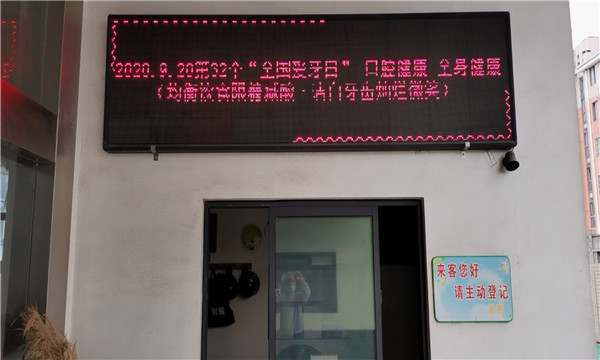 2020.9.20第32个“全国爱牙日” 口腔健康 全身健康
（均衡饮食限糖减酸·洁白牙齿灿烂微笑）
来客您好
请主动登记